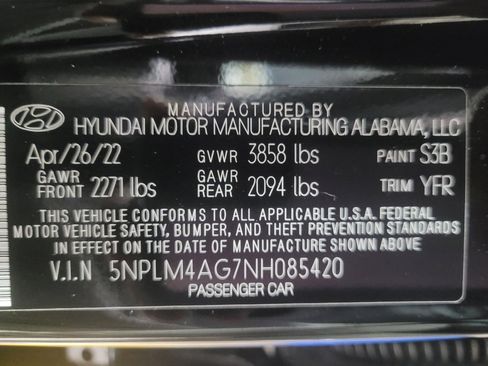 MANUFACTURED BY
HYUNDAI MOTOR MANUFACTURING ALABAMA, LLC
Apr/26/22 GVWR 3858 lbs PAINT S3B
GAWR FRONT 2271 lbs GAWR REAR 2094 lbs TRIM YFR
THIS VEHICLE CONFORMS TO ALL APPLICABLE U.S.A. FEDERAL
MOTOR VEHICLE SAFETY, BUMPER, AND THEFT PREVENTION STANDARDS
IN EFFECT ON THE DATE OF MANUFACTURE SHOWN ABOVE.
V.I.N 5NPLM4AG7NH085420
PASSENGER CAR